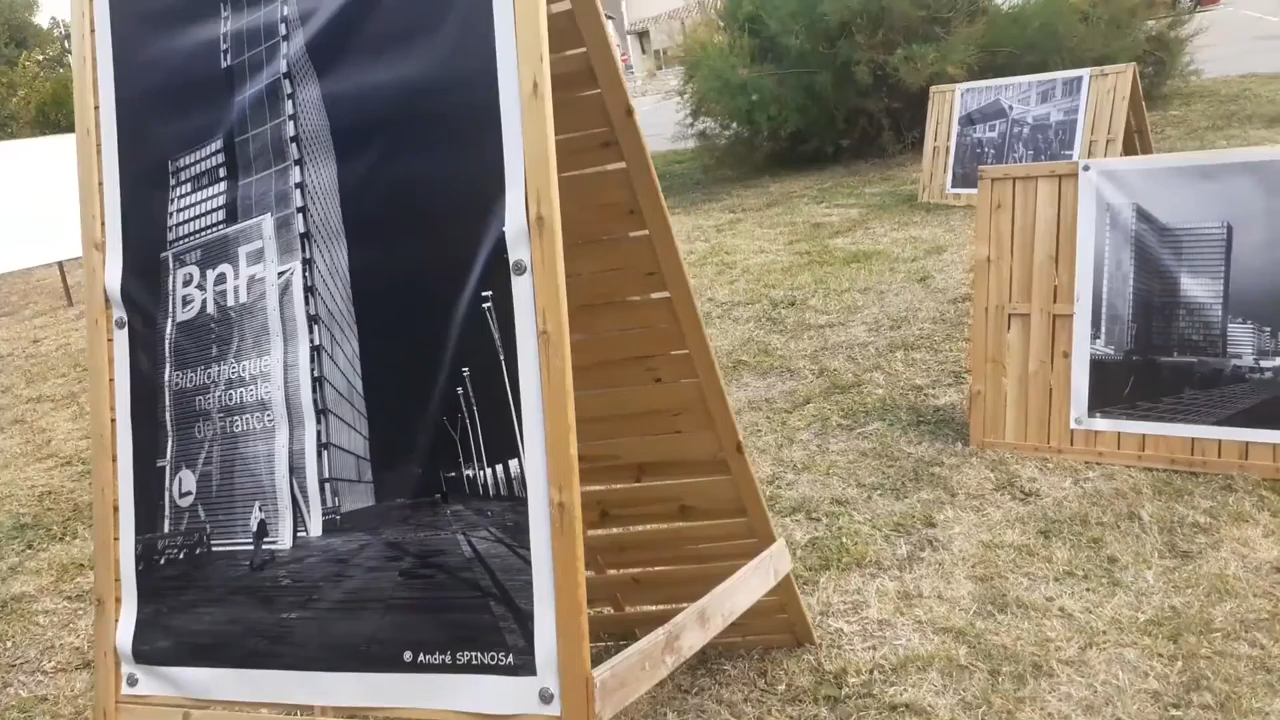 BnF
Bibliothèque
nationale
de France
L
® André SPINOSA